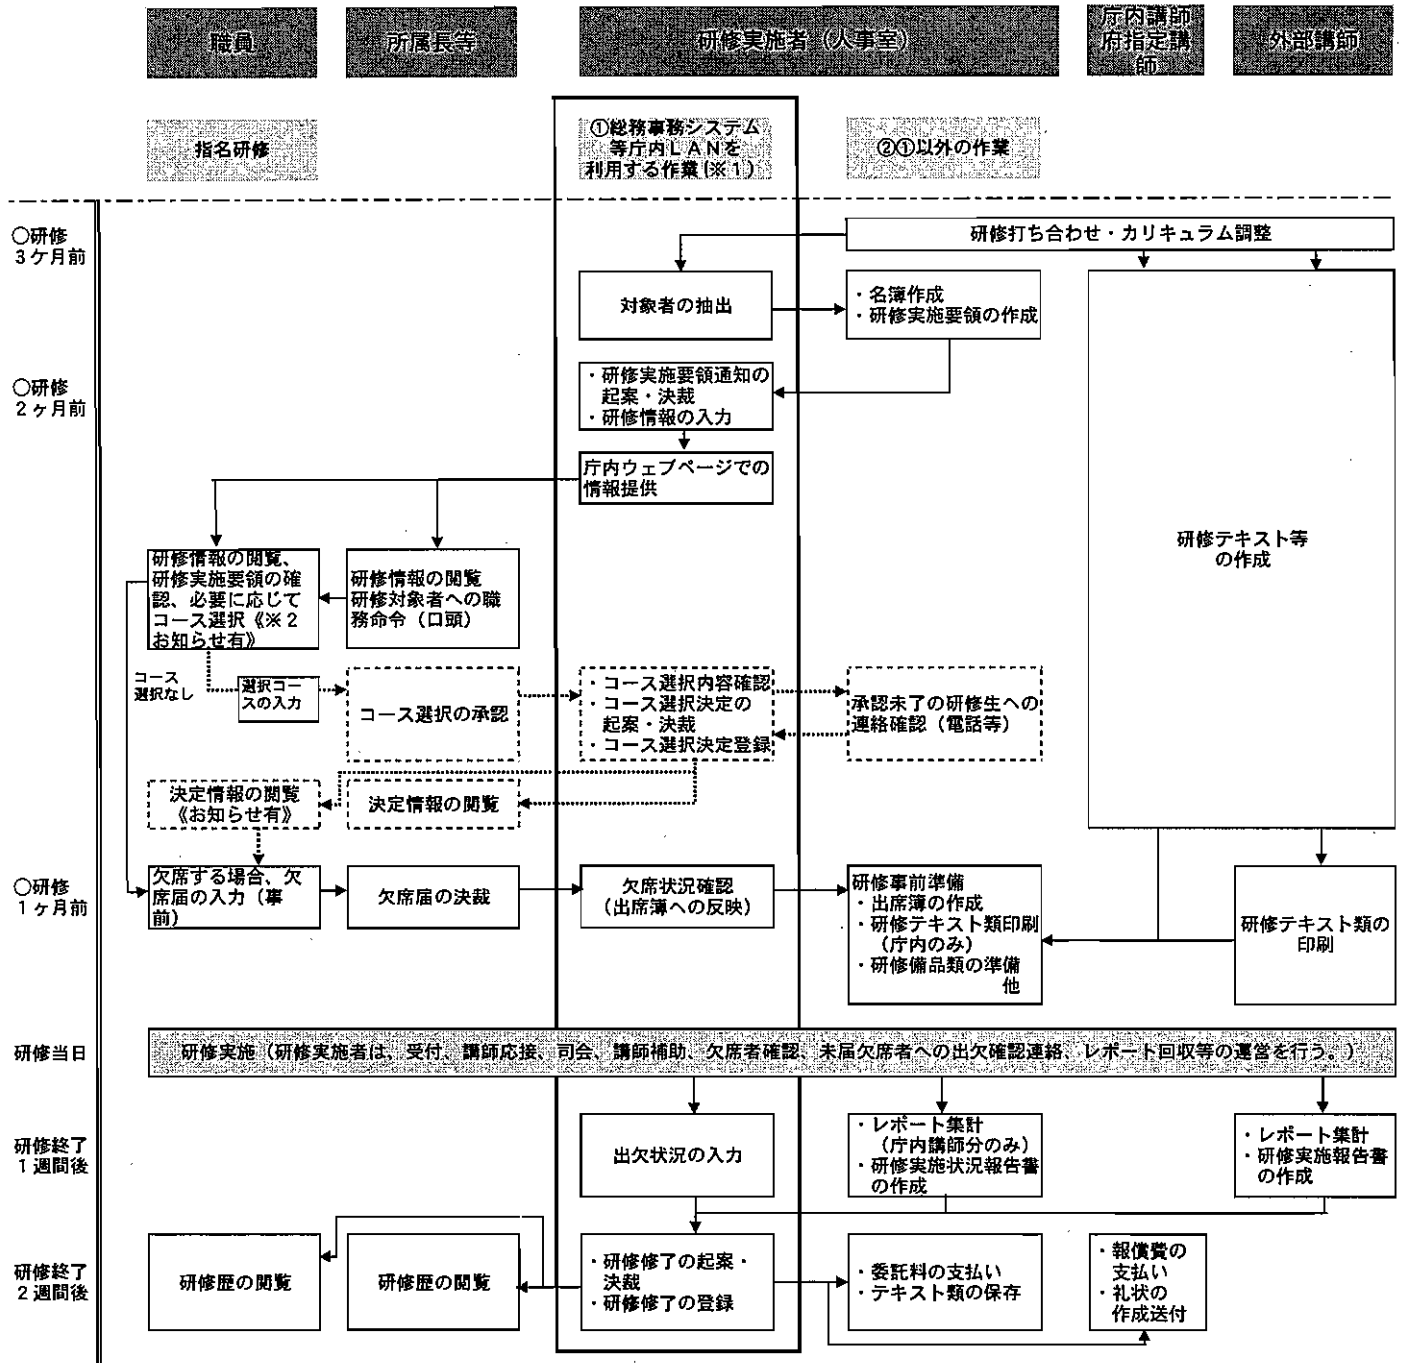 職員
所属長等
研修実施者（人事室）
庁内講師
府指定講
師
外部講師
指名研修
①総務事務システム
等庁内ＬＡＮを
利用する作業(※１)
②①以外の作業
○研修
３ケ月前
研修打ち合わせ・カリキュラム調整
対象者の抽出
・名簿作成
・研修実施要領の作成
○研修
２ヶ月前
・研修実施要領通知の
起案・決裁
・研修情報の入力
庁内ウェブページでの
情報提供
研修テキスト等
の作成
研修情報の閲覧、
研修実施要領の確
認、必要に応じて
コース選択《※２
お知らせ有》
研修情報の閲覧
研修対象者への職
務命令（口頭）
コース
選択なし
選択コー
スの入力
コース選択の承認
・コース選択内容確認
・コース選択決定の
起案・決裁
・コース選択決定登録
承認未了の研修生への
連絡確認（電話等）
決定情報の閲覧
《お知らせ有》
決定情報の閲覧
○研修
１ヶ月前
欠席する場合、欠
席届の入力（事
前）
欠席届の決裁
欠席状況確認
（出席簿への反映）
研修事前準備
・出席簿の作成
・研修テキスト類印刷
（庁内のみ）
・研修備品類の準備
他
研修テキスト類の
印刷
研修当日
研修実施（研修実施者は、受付、講師応接、司会、講師補助、欠席者確認、未届欠席者への出欠確認連絡、レポート回収等の運営を行う。）
研修終了
１週間後
出欠状況の入力
・レポート集計
（庁内講師分のみ）
・研修実施状況報告書
の作成
・レポート集計
・研修実施報告書
の作成
研修終了
２週間後
研修歴の閲覧
研修歴の閲覧
・研修修了の起案・
決裁
・研修修了の登録
・委託料の支払い
・テキスト類の保存
・報償費の
支払い
・礼状の
作成送付